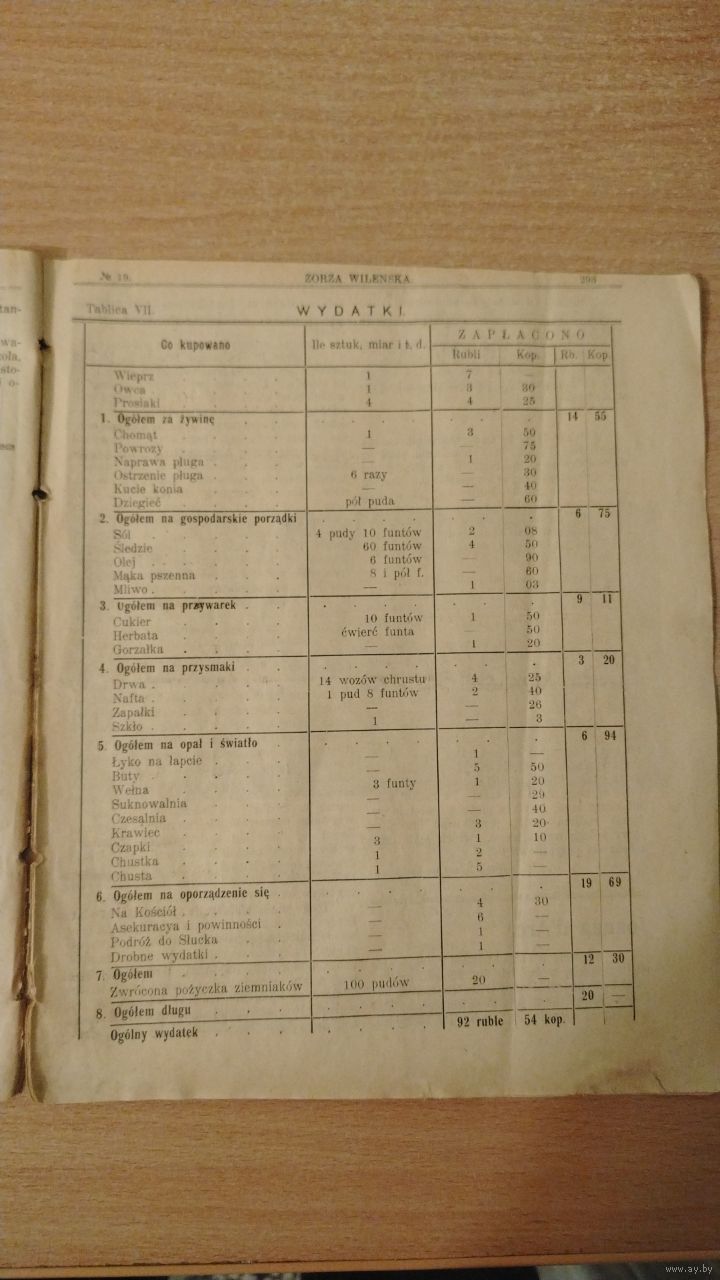 № 19. ZORZA WILEŃSKA 293
Tablica VII. WYDATKI.
Co kupowano Ile sztuk, miar i t. d. ZAPŁACONO
Rubli Kop. Rb. Kop.
Wieprz . . . . 1 7 —
Owca . . . . 1 3 30
Prosiaki . . . . 4 4 25
1. Ogółem za żywinę . . . . . . . . 14 55
Chomąt . . . . 1 3 50
Powrozy . . . . — — 75
Naprawa pługa . . . — 1 20
Ostrzenie pługa . . . 6 razy — 30
Kucie konia . . . — — 40
Dziegieć . . . . pół puda — 60
2. Ogółem na gospodarskie porządki . . . . . . 6 75
Sól . . . . 4 pudy 10 funtów 2 08
Śledzie . . . . 60 funtów 4 50
Olej . . . . 6 funtów — 90
Mąka pszenna . . . 8 i pół f. — 60
Mliwo . . . . — 1 03
3. Ogółem na przywarek . . . . . . . . 9 11
Cukier . . . . 10 funtów 1 50
Herbata . . . . ćwierć funta — 50
Gorzałka . . . . — 1 20
4. Ogółem na przysmaki . . . . . . . . 3 20
Drwa . . . . 14 wozów chrustu 4 25
Nafta . . . . 1 pud 8 funtów 2 40
Zapałki . . . . — — 26
Szkło . . . . 1 — 3
5. Ogółem na opał i światło . . . . . . . 6 94
Łyko na łapcie . . . — 1 —
Buty . . . . — 5 50
Wełna . . . . 3 funty 1 20
Suknowalnia . . . — — 29
Czesalnia . . . . — — 40
Krawiec . . . . — 3 20
Czapki . . . . 3 1 10
Chustka . . . . 1 2 —
Chusta . . . . 1 5 —
6. Ogółem na oporządzenie się . . . . . . . 19 69
Na Kościół . . . . — 4 30
Asekuracya i powinności . — 6 —
Podróż do Słucka . . — 1 —
Drobne wydatki . . . — 1 —
7. Ogółem . . . . . . . . . . 12 30
Zwrócona pożyczka ziemniaków 100 pudów 20 —
8. Ogółem długu . . . . . . . . . 20 —
Ogólny wydatek . . . . . . . 92 ruble 54 kop.
www.ay.by